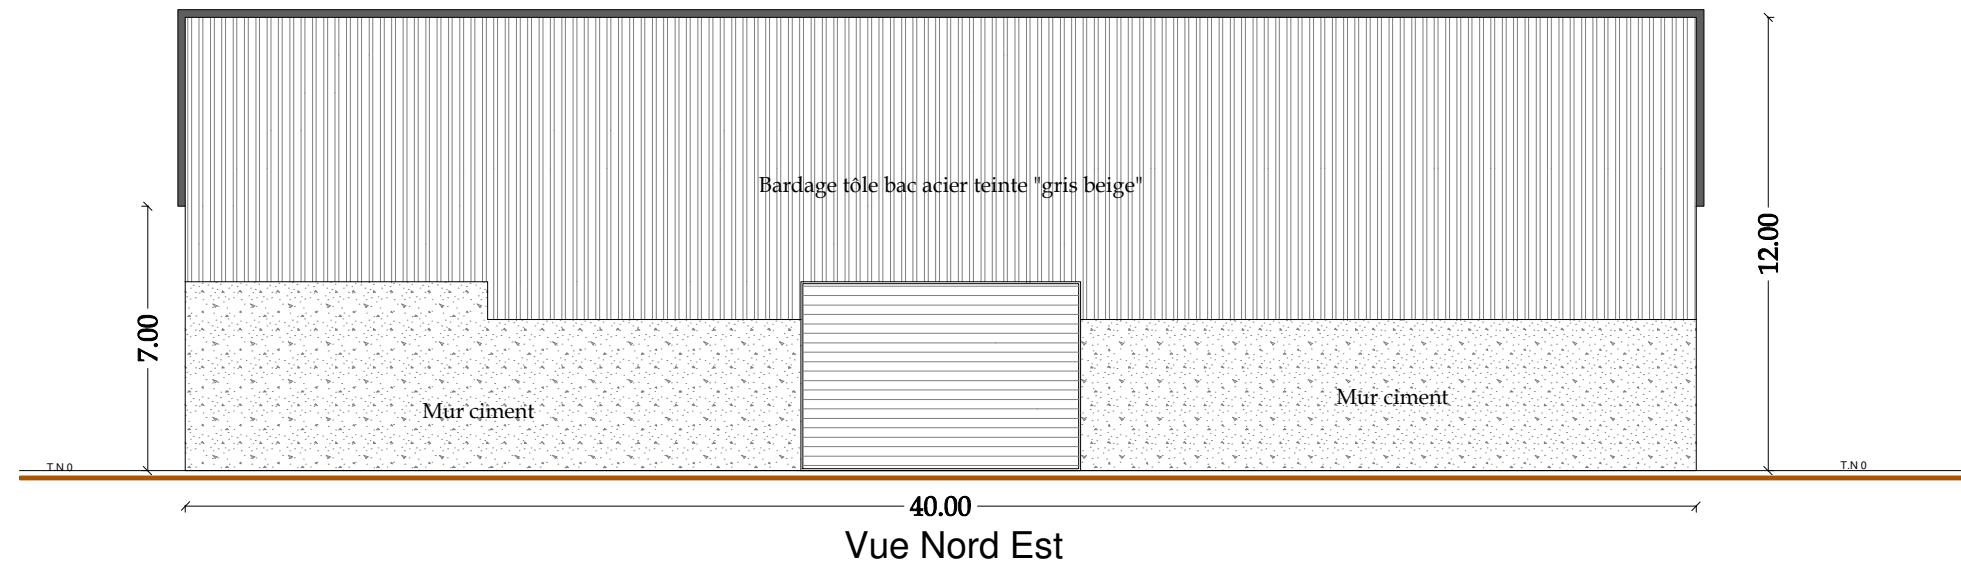 Bardage tôle bac acier teinte "gris beige"
12.00
7.00
Mur ciment
Mur ciment
T.N 0
T.N 0
40.00
Vue Nord Est